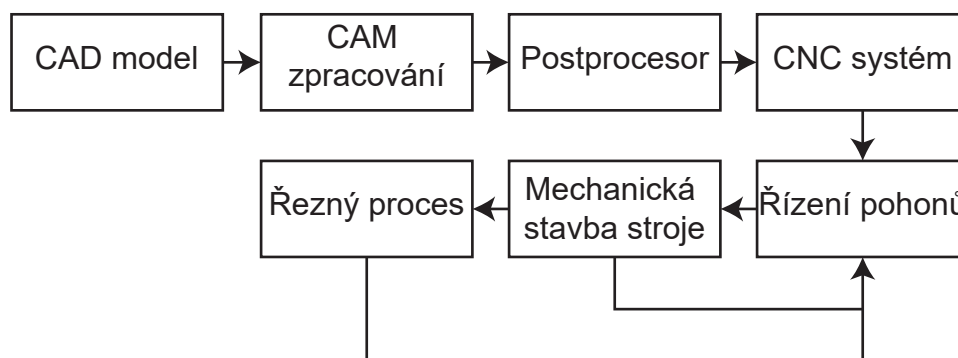 CAD model
CAM
zpracování
Postprocesor
CNC systém
Řezný proces
Mechanická
stavba stroje
Řízení pohonů